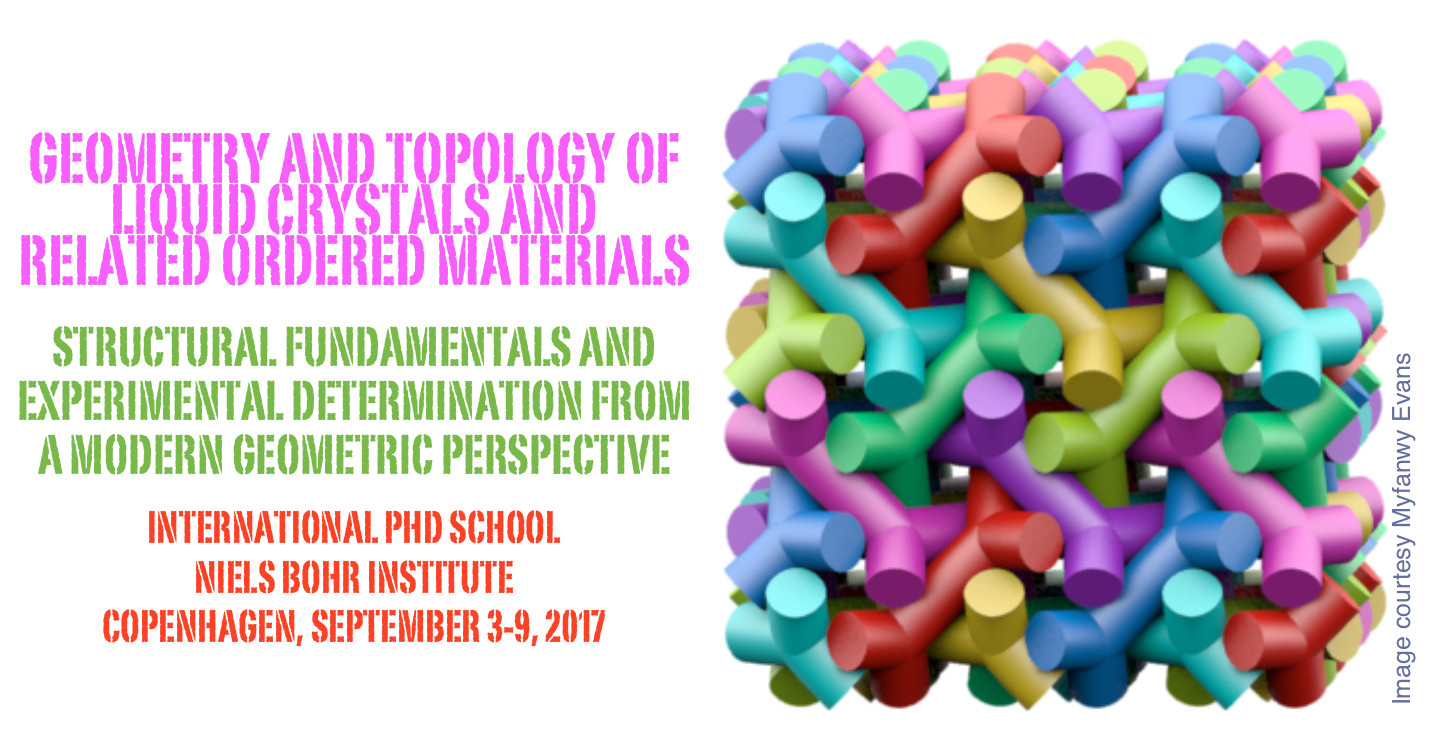 GEOMETRY AND TOPOLOGY OF
LIQUID CRYSTALS AND
RELATED ORDERED MATERIALS
STRUCTURAL FUNDAMENTALS AND
EXPERIMENTAL DETERMINATION FROM
A MODERN GEOMETRIC PERSPECTIVE
INTERNATIONAL PHD SCHOOL
NIELS BOHR INSTITUTE
COPENHAGEN, SEPTEMBER 3-9, 2017
Image courtesy Myfanwy Evans